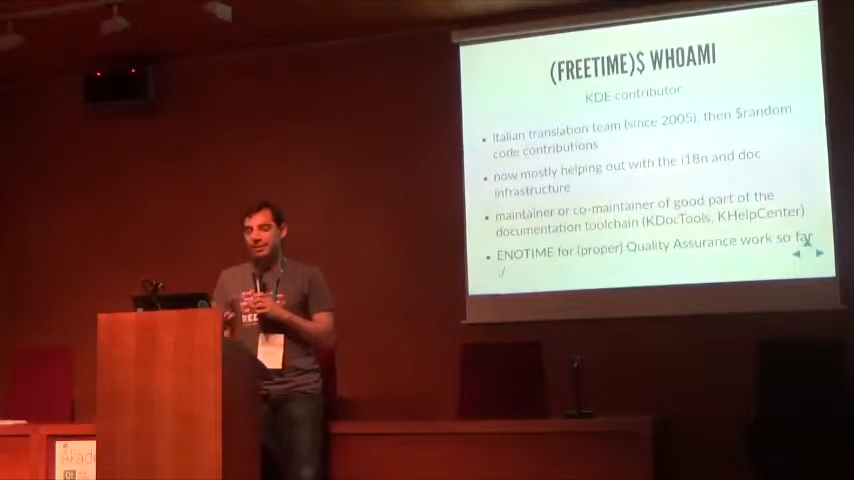 (FREETIME)$ WHOAMI
KDE contributor
Italian translation team (since 2005), then $random
code contributions
now mostly helping out with the i18n and doc
infrastructure
maintainer or co-maintainer of good part of the
documentation toolchain (KDocTools, KHelpCenter)
ENOTIME for (proper) Quality Assurance work so far
:/
Akade
Qt